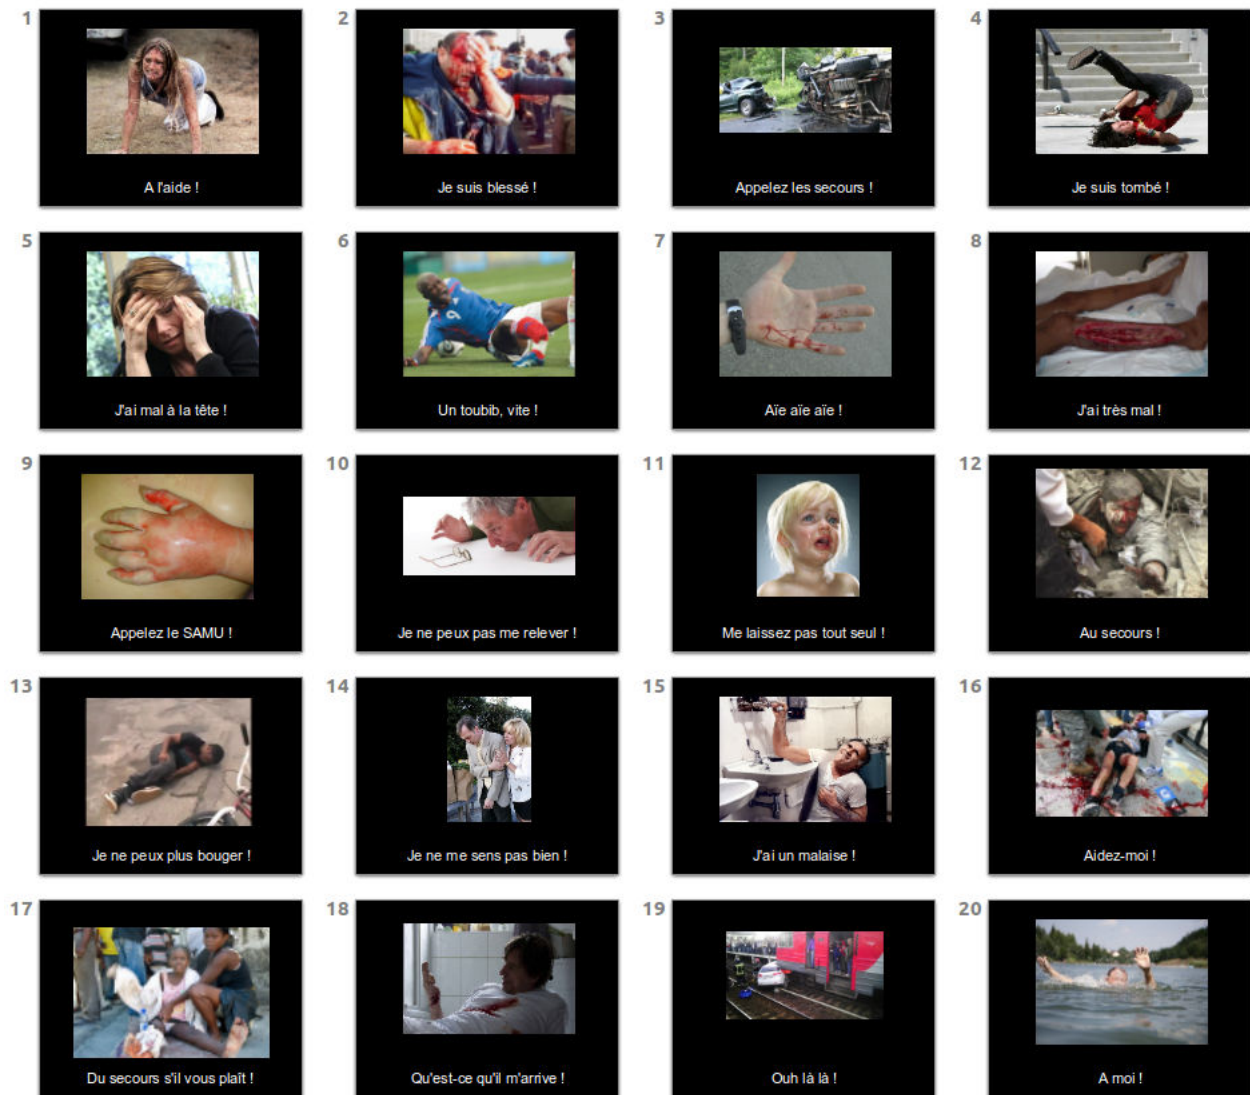 1 2 3 4
A l'aide ! Je suis blessé ! Appelez les secours ! Je suis tombé !
5 6 7 8
J'ai mal à la tête ! Un toubib, vite ! Aïe aïe aïe ! J'ai très mal !
9 10 11 12
Appelez le SAMU ! Je ne peux pas me relever ! Me laissez pas tout seul ! Au secours !
13 14 15 16
Je ne peux plus bouger ! Je ne me sens pas bien ! J'ai un malaise ! Aidez-moi !
17 18 19 20
Du secours s'il vous plaît ! Qu'est-ce qu'il m'arrive ! Ouh là là ! A moi !